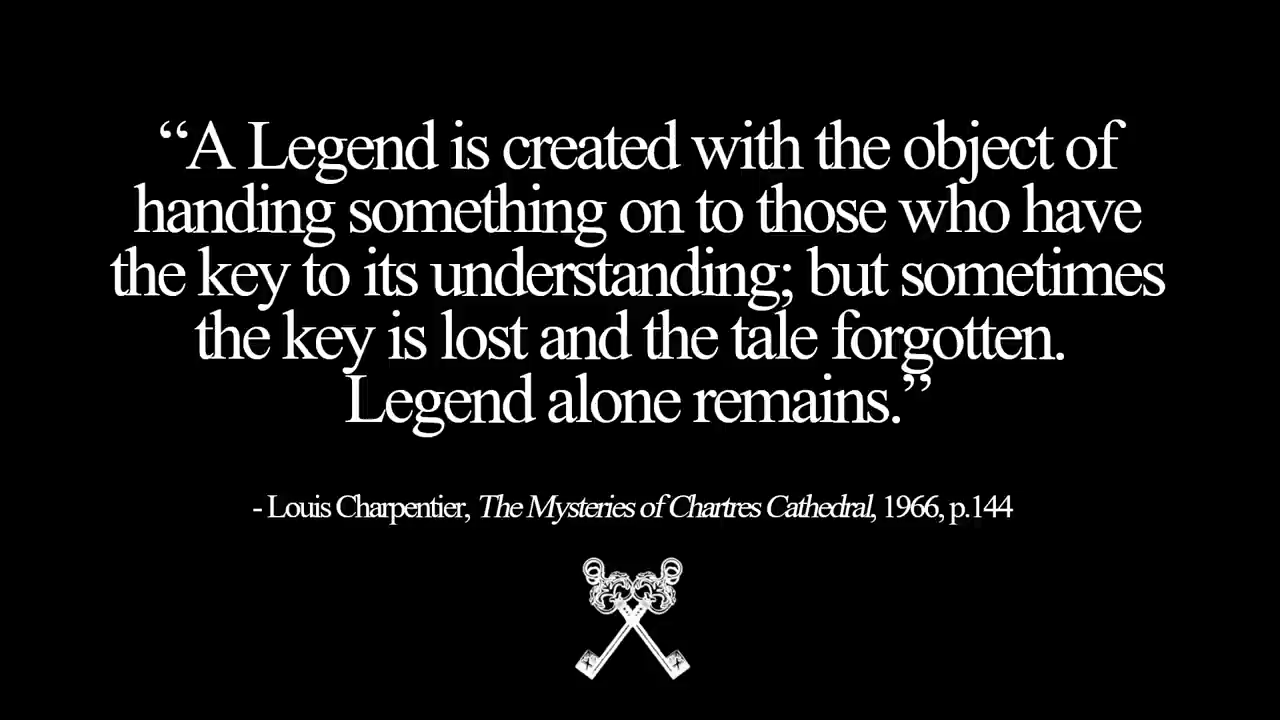 “A Legend is created with the object of
handing something on to those who have
the key to its understanding; but sometimes
the key is lost and the tale forgotten.
Legend alone remains.”
- Louis Charpentier, The Mysteries of Chartres Cathedral, 1966, p.144